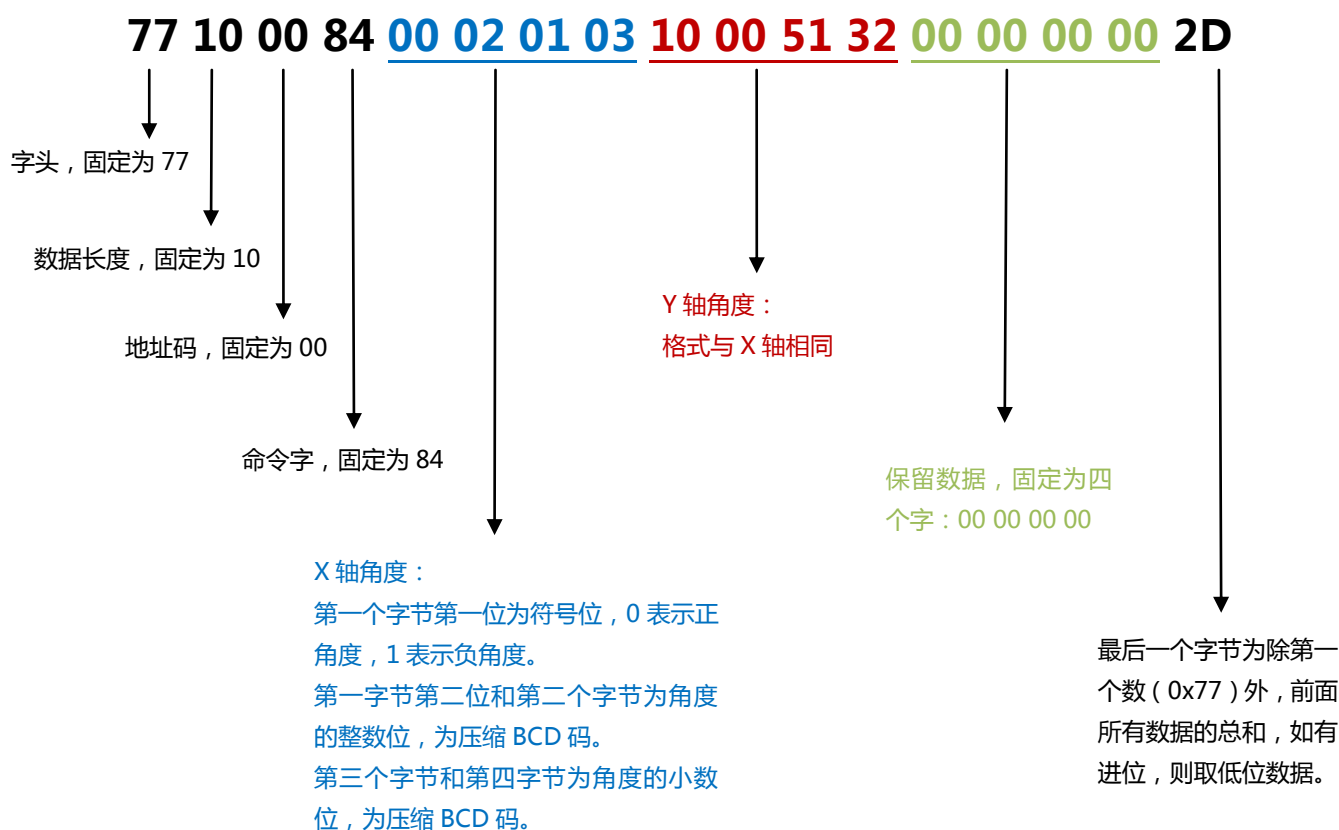 77 10 00 84 00 02 01 03 10 00 51 32 00 00 00 00 2D
字头，固定为 77
数据长度，固定为 10
地址码，固定为 00
命令字，固定为 84
X 轴角度：
第一个字节第一位为符号位，0 表示正
角度，1 表示负角度。
第一字节第二位和第二个字节为角度
的整数位，为压缩 BCD 码。
第三个字节和第四字节为角度的小数
位，为压缩 BCD 码。
Y 轴角度：
格式与 X 轴相同
保留数据，固定为四
个字：00 00 00 00
最后一个字节为除第一
个数（0x77）外，前面
所有数据的总和，如有
进位，则取低位数据。